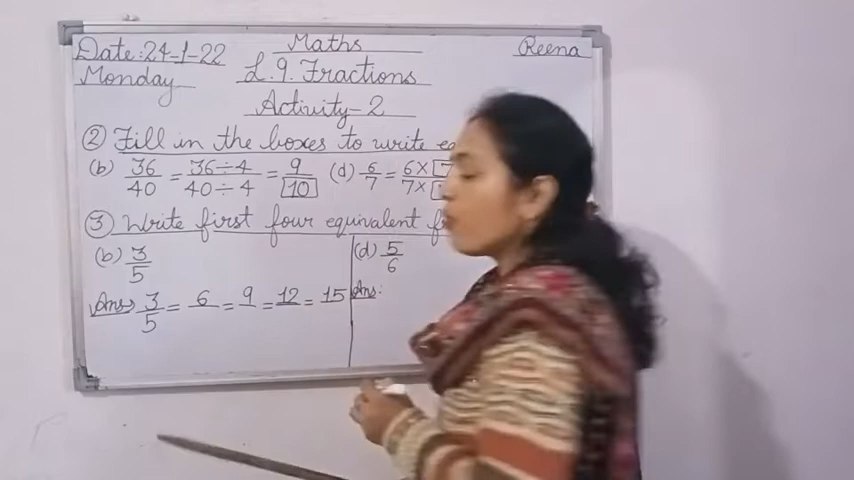 Date: 24-1-22 Maths Reena
Monday L.9. Fractions
Activity-2
② Fill in the boxes to write
(b) 36/40 = 36÷4/40÷4 = 9/10 (d) 6/7 = 6×7/7×
③ Write first four equivalent
(b) 3/5 (d) 5/6
Ans 3/5 = 6 = 9 = 12 = 15 Ans: